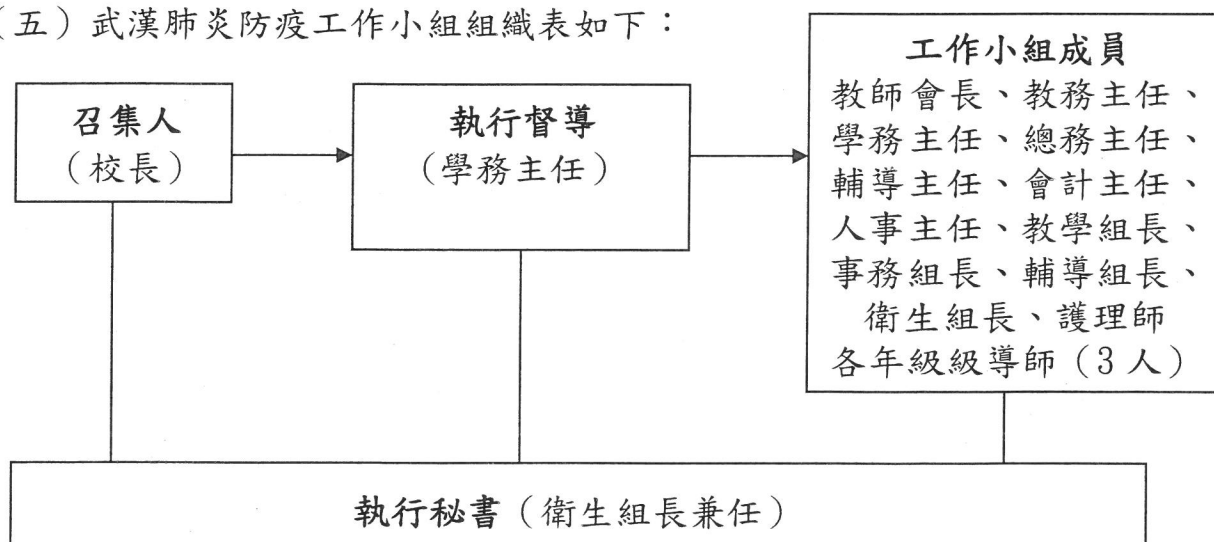 （五）武漢肺炎防疫工作小組組織表如下：
召集人
（校長）
執行督導
（學務主任）
工作小組成員
教師會長、教務主任、
學務主任、總務主任、
輔導主任、會計主任、
人事主任、教學組長、
事務組長、輔導組長、
衛生組長、護理師
各年級級導師（3 人）
執行秘書（衛生組長兼任）